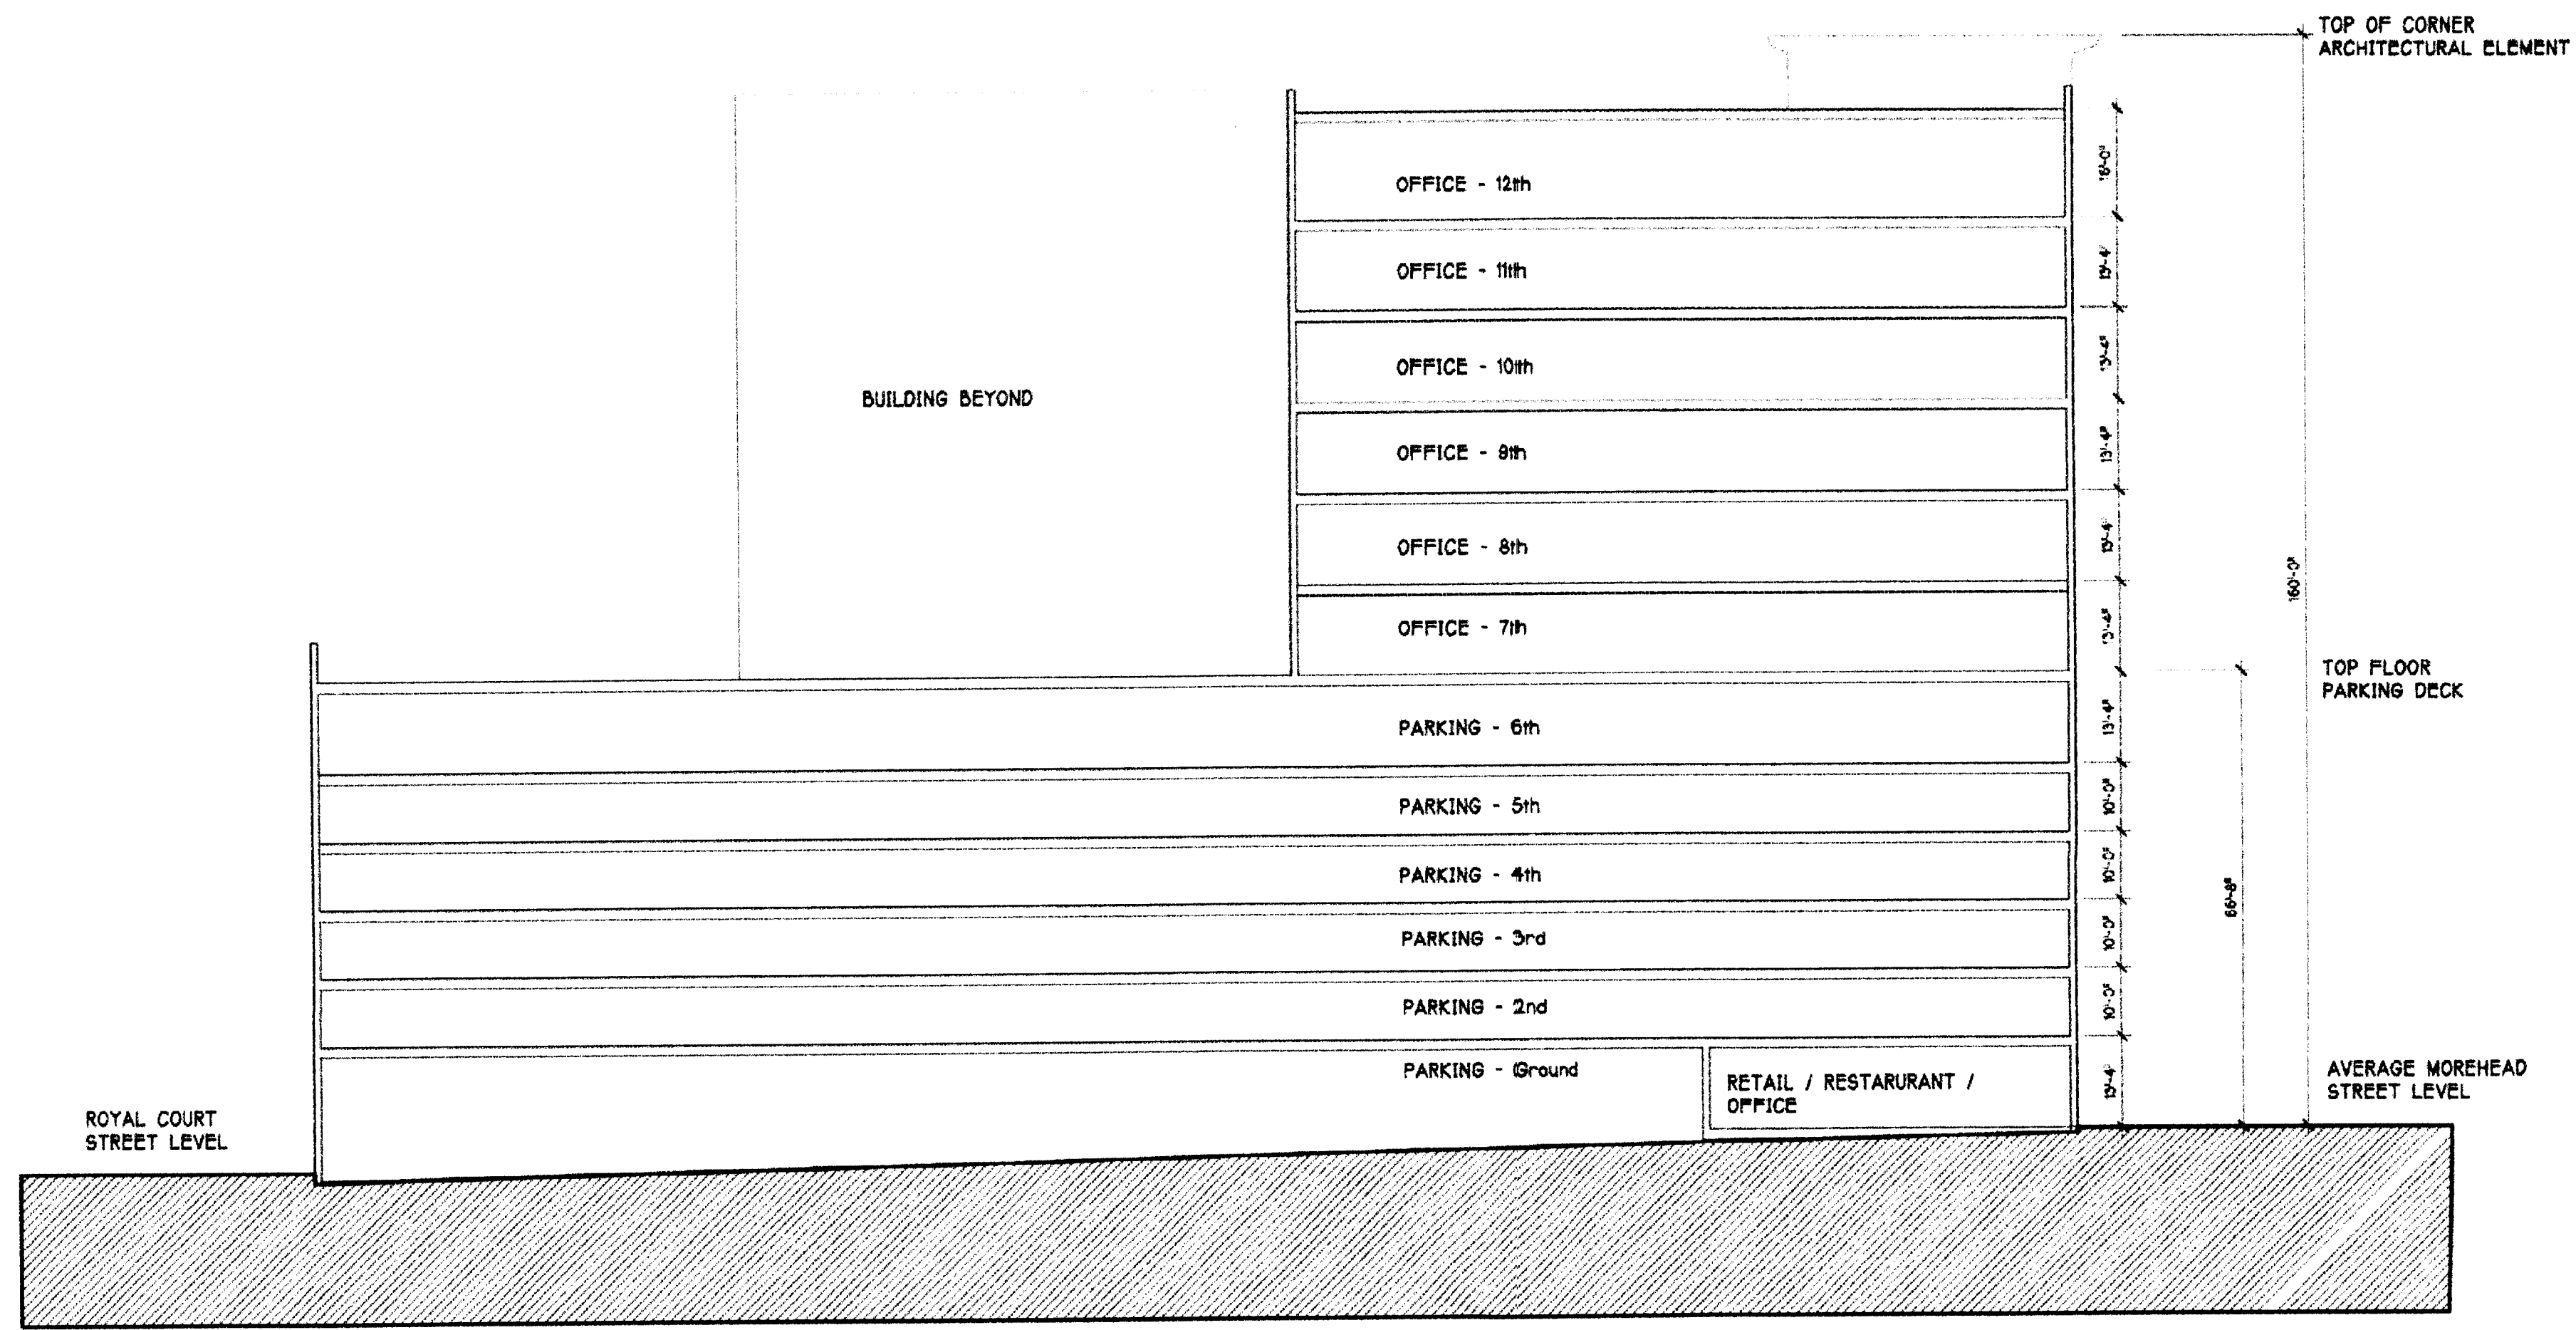 TOP OF CORNER
ARCHITECTURAL ELEMENT
OFFICE - 12th
16'-0"
OFFICE - 11th
13'-4"
OFFICE - 10th
13'-4"
BUILDING BEYOND
OFFICE - 9th
13'-4"
OFFICE - 8th
13'-4"
160'-0"
OFFICE - 7th
13'-4"
TOP FLOOR
PARKING DECK
PARKING - 6th
13'-4"
PARKING - 5th
10'-0"
PARKING - 4th
10'-0"
66'-8"
PARKING - 3rd
10'-0"
PARKING - 2nd
10'-0"
PARKING - Ground
13'-4"
RETAIL / RESTARURANT /
OFFICE
AVERAGE MOREHEAD
STREET LEVEL
ROYAL COURT
STREET LEVEL